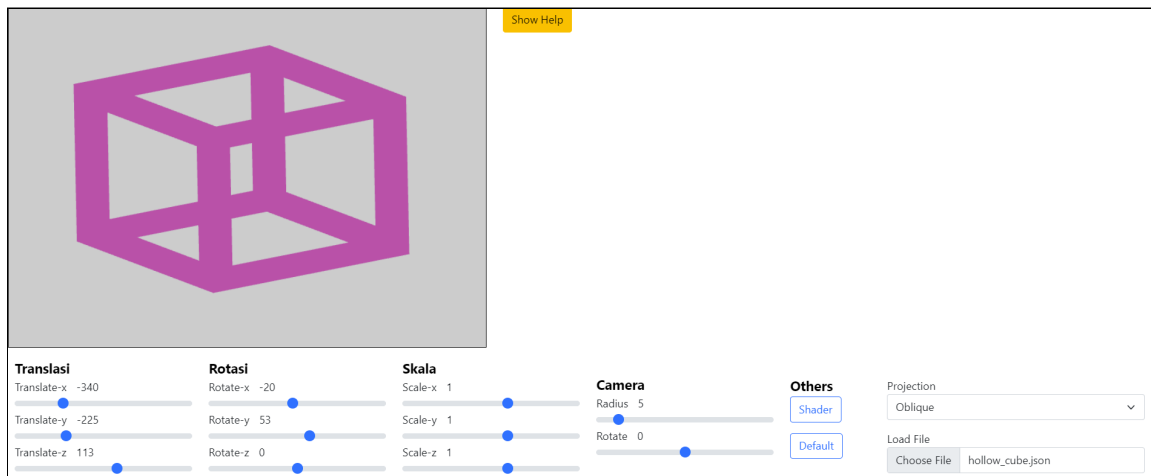 Show Help
Translasi
Translate-x -340
Translate-y -225
Translate-z 113
Rotasi
Rotate-x -20
Rotate-y 53
Rotate-z 0
Skala
Scale-x 1
Scale-y 1
Scale-z 1
Camera
Radius 5
Rotate 0
Others
Shader
Default
Projection
Oblique
Load File
Choose File hollow_cube.json